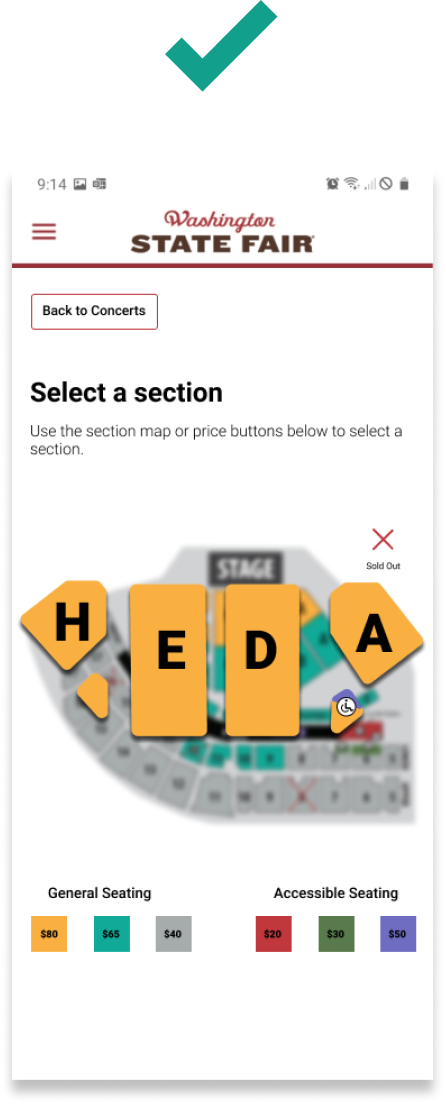 9:14
Washington
STATE FAIR
Back to Concerts
Select a section
Use the section map or price buttons below to select a
section.
Sold Out
STAGE
H E D A
General Seating
Accessible Seating
$80 $65 $40 $20 $30 $50